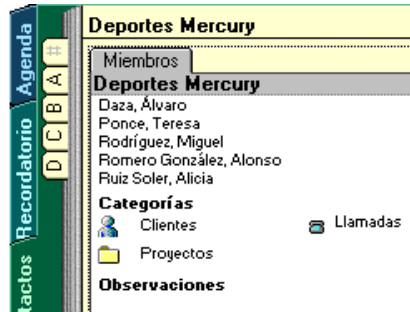 Deportes Mercury
Miembros
Deportes Mercury
Daza, Álvaro
Ponce, Teresa
Rodríguez, Miguel
Romero González, Alonso
Ruiz Soler, Alicia
Categorías
Clientes
Llamadas
Proyectos
Observaciones
Agenda
Recordatorio
tactos
#
A
B
C
D